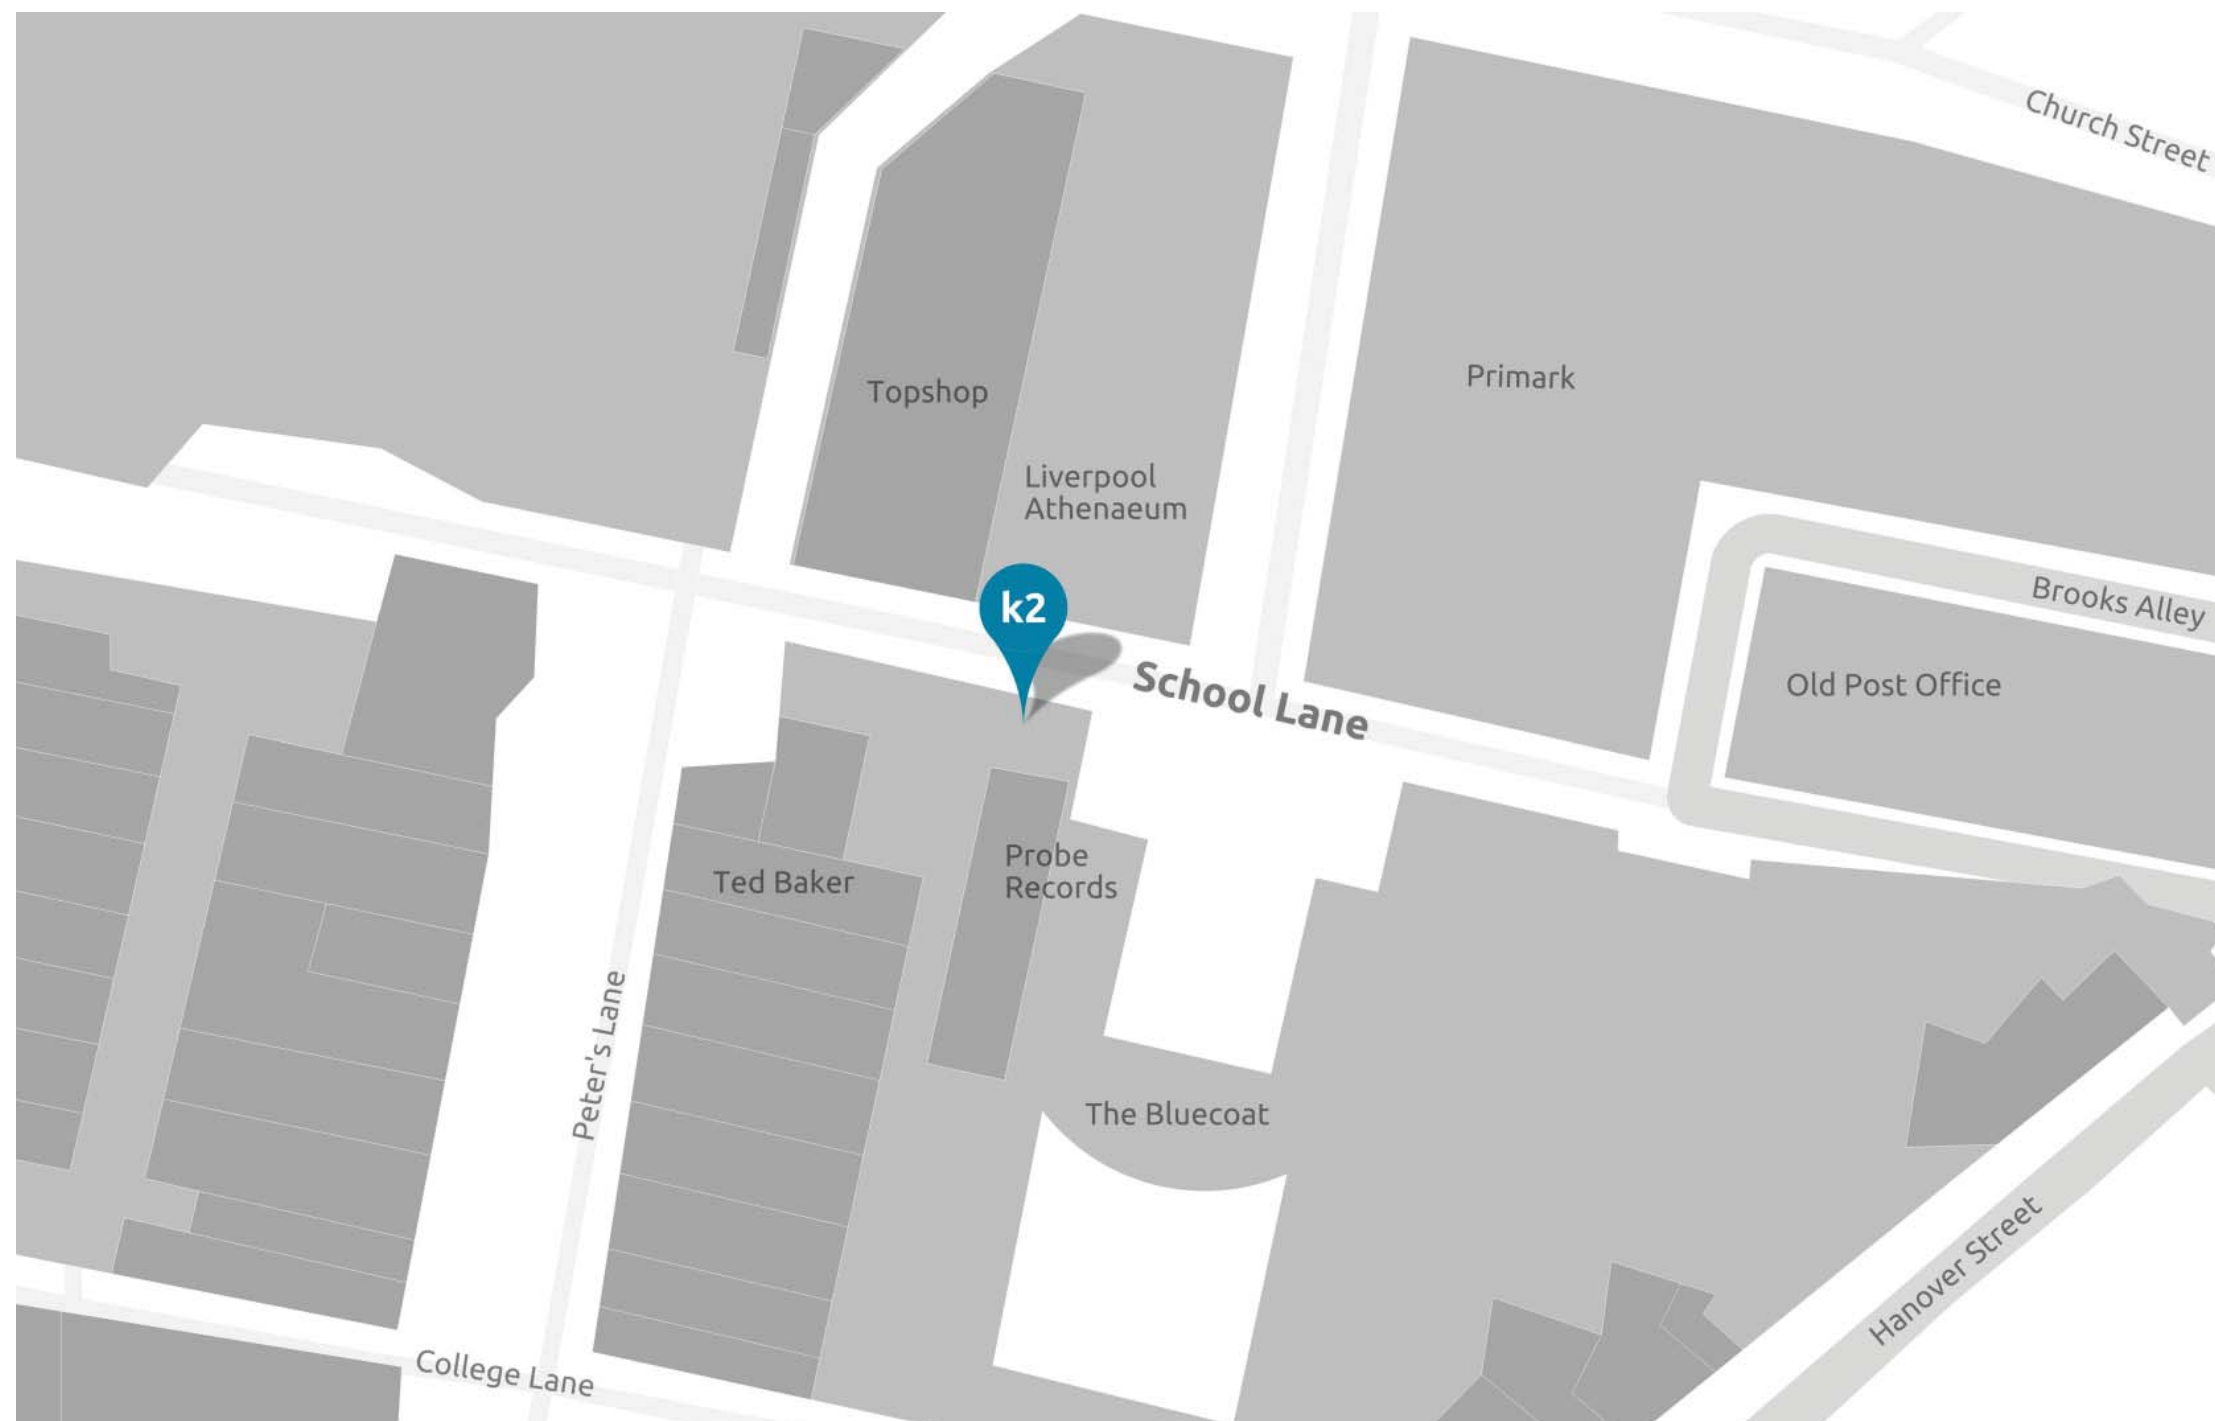 Church Street
Primark
Topshop
Liverpool
Athenaeum
k2
Brooks Alley
School Lane
Old Post Office
Ted Baker
Probe
Records
Peter's Lane
The Bluecoat
Hanover Street
College Lane